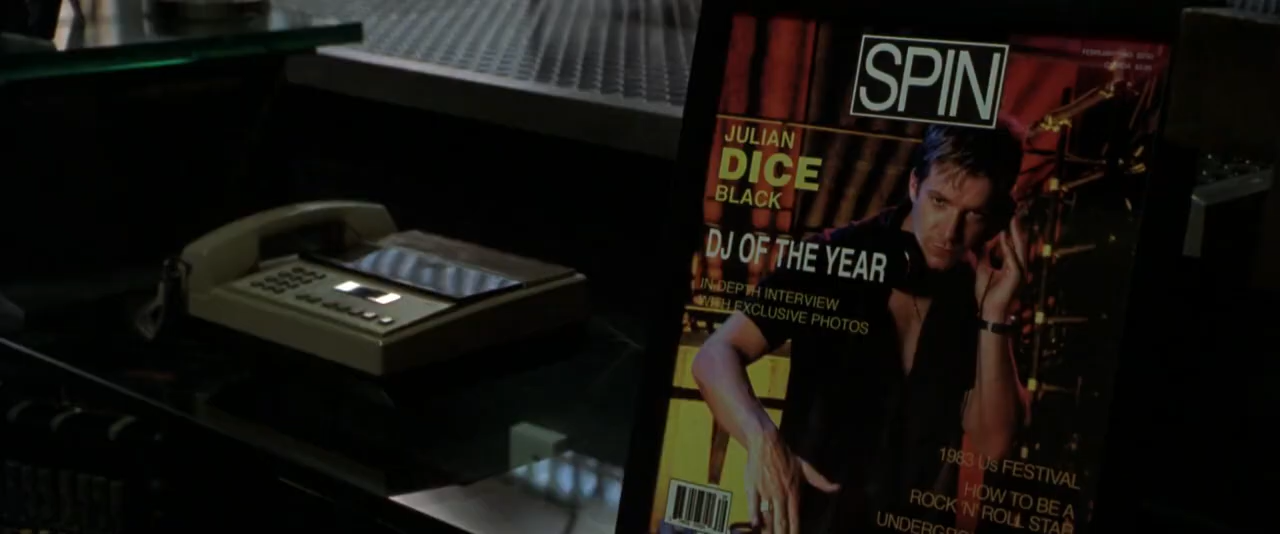 SPIN
JULIAN
DICE
BLACK
DJ OF THE YEAR
IN DEPTH INTERVIEW
WITH EXCLUSIVE PHOTOS
1983 Us FESTIVAL
HOW TO BE A
ROCK 'N' ROLL STAR